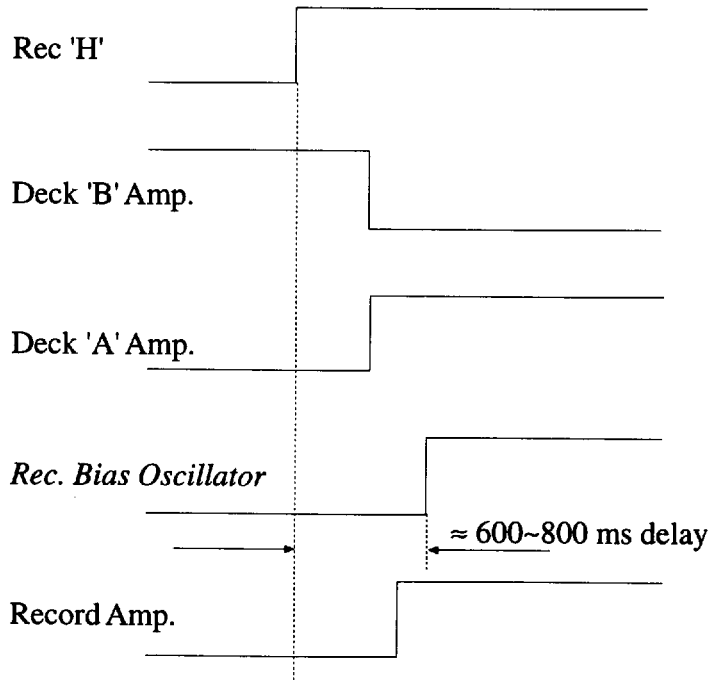 Rec 'H'
Deck 'B' Amp.
Deck 'A' Amp.
Rec. Bias Oscillator
≈ 600~800 ms delay
Record Amp.